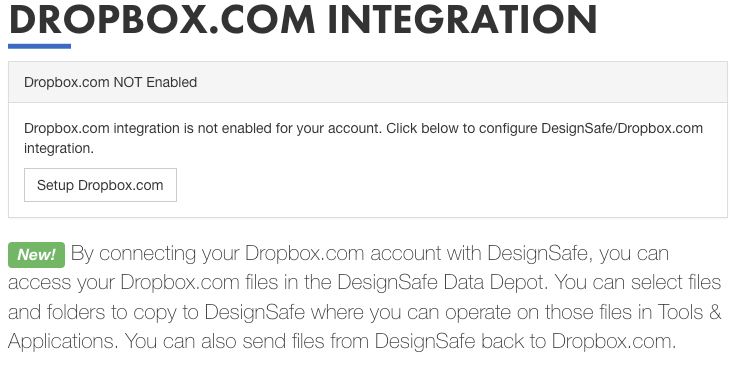 DROPBOX.COM INTEGRATION
Dropbox.com NOT Enabled
Dropbox.com integration is not enabled for your account. Click below to configure DesignSafe/Dropbox.com
integration.
Setup Dropbox.com
New! By connecting your Dropbox.com account with DesignSafe, you can
access your Dropbox.com files in the DesignSafe Data Depot. You can select files
and folders to copy to DesignSafe where you can operate on those files in Tools &
Applications. You can also send files from DesignSafe back to Dropbox.com.